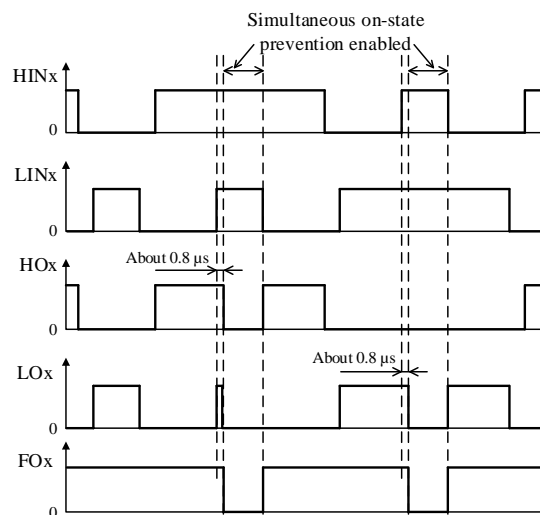 Simultaneous on-state
prevention enabled
HINx
0
LINx
0
About 0.8 µs
HOx
0
About 0.8 µs
LOx
0
FOx
0